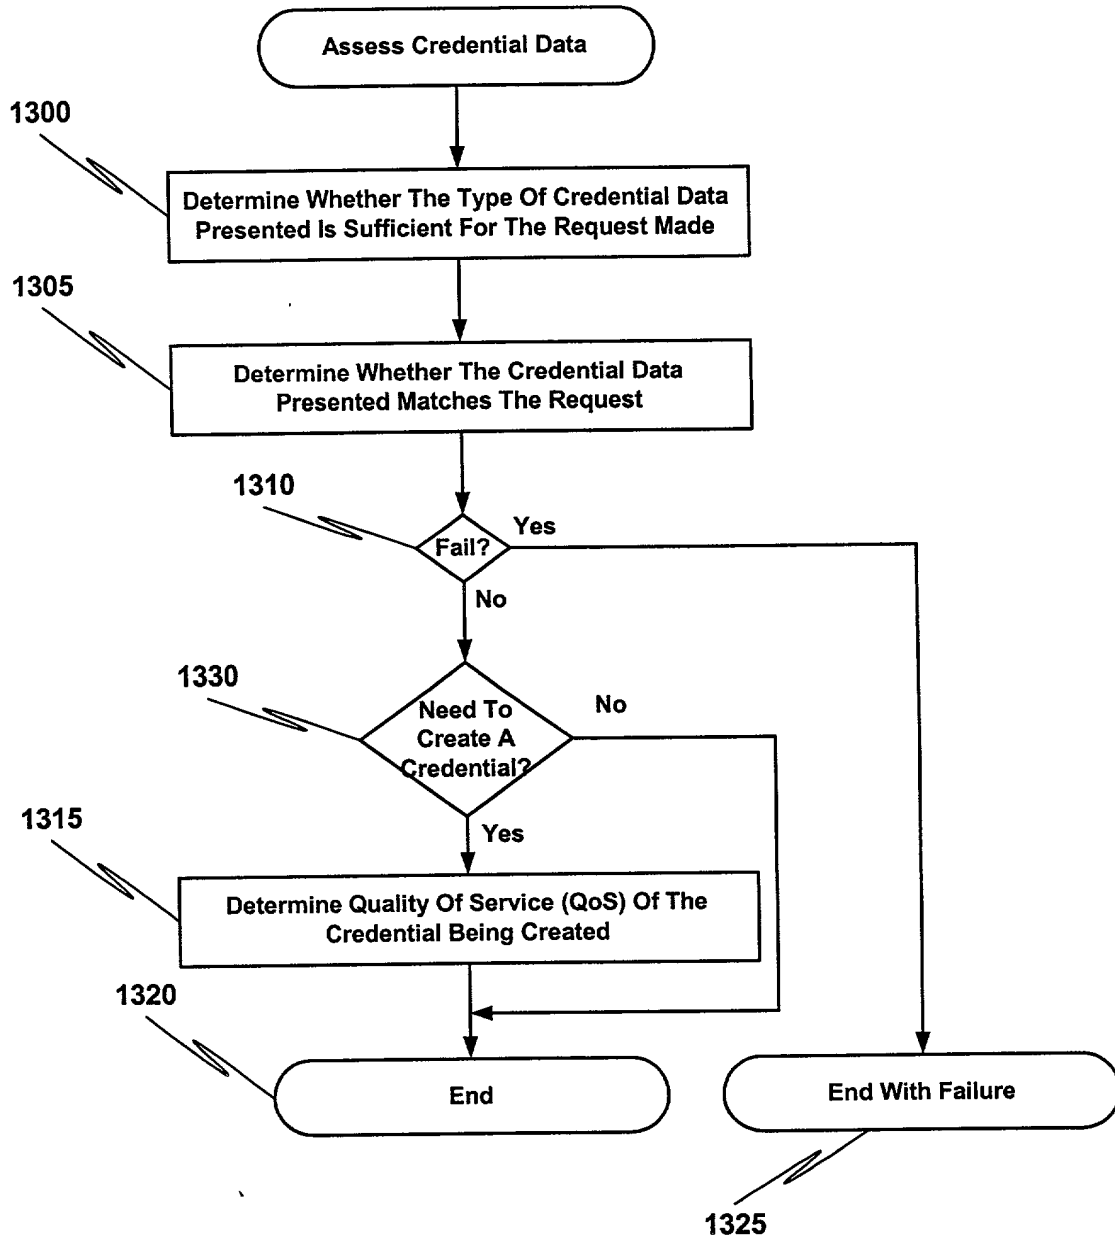 Assess Credential Data
1300
Determine Whether The Type Of Credential Data
Presented Is Sufficient For The Request Made
1305
Determine Whether The Credential Data
Presented Matches The Request
1310
Yes
Fail?
No
1330
Need To
Create A
Credential?
No
1315
Yes
Determine Quality Of Service (QoS) Of The
Credential Being Created
1320
End
End With Failure
1325